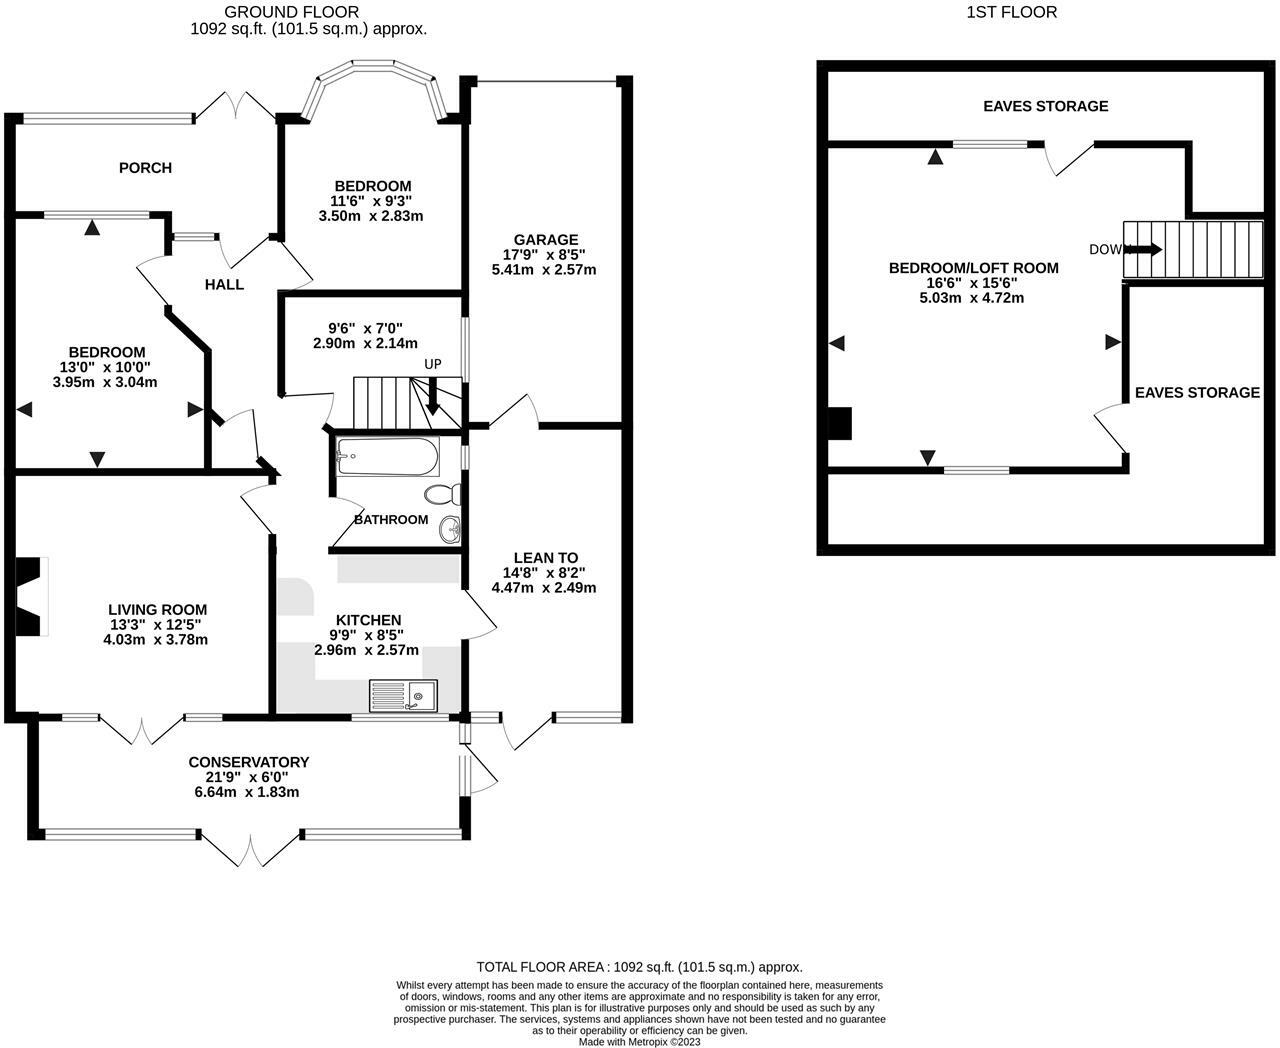 GROUND FLOOR
1092 sq.ft. (101.5 sq.m.) approx.
1ST FLOOR
PORCH
BEDROOM
11'6" x 9'3"
3.50m x 2.83m
GARAGE
17'9" x 8'5"
5.41m x 2.57m
HALL
9'6" x 7'0"
2.90m x 2.14m
UP
BEDROOM
13'0" x 10'0"
3.95m x 3.04m
BATHROOM
LEAN TO
14'8" x 8'2"
4.47m x 2.49m
LIVING ROOM
13'3" x 12'5"
4.03m x 3.78m
KITCHEN
9'9" x 8'5"
2.96m x 2.57m
CONSERVATORY
21'9" x 6'0"
6.64m x 1.83m
EAVES STORAGE
DOWN
BEDROOM/LOFT ROOM
16'6" x 15'6"
5.03m x 4.72m
EAVES STORAGE
TOTAL FLOOR AREA : 1092 sq.ft. (101.5 sq.m.) approx.
Whilst every attempt has been made to ensure the accuracy of the floorplan contained here, measurements
of doors, windows, rooms and any other items are approximate and no responsibility is taken for any error,
omission or mis-statement. This plan is for illustrative purposes only and should be used as such by any
prospective purchaser. The services, systems and appliances shown have not been tested and no guarantee
as to their operability or efficiency can be given.
Made with Metropix ©2023